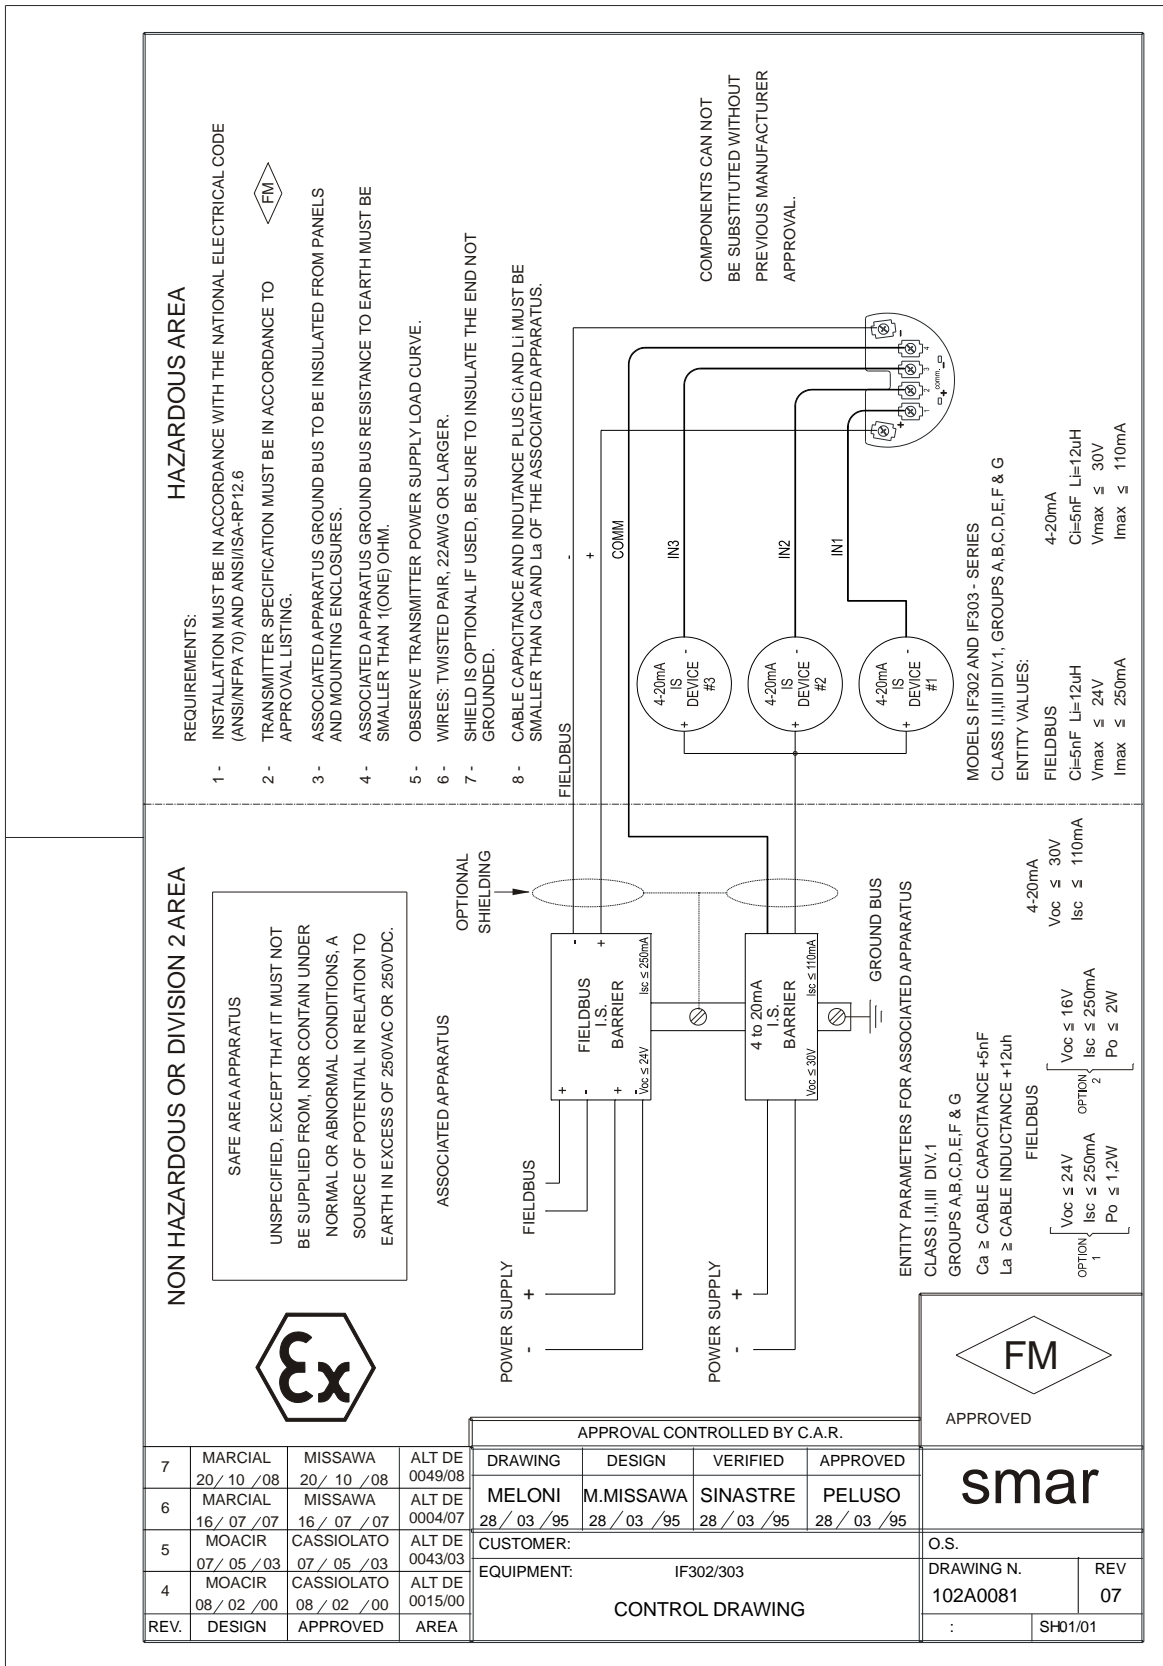 HAZARDOUS AREA
REQUIREMENTS:
1 - INSTALLATION MUST BE IN ACCORDANCE WITH THE NATIONAL ELECTRICAL CODE
(ANSI/NFPA 70) AND ANSI/ISA-RP12.6
2 - TRANSMITTER SPECIFICATION MUST BE IN ACCORDANCE TO
APPROVAL LISTING.
FM
3 - ASSOCIATED APPARATUS GROUND BUS TO BE INSULATED FROM PANELS
AND MOUNTING ENCLOSURES.
4 - ASSOCIATED APPARATUS GROUND BUS RESISTANCE TO EARTH MUST BE
SMALLER THAN 1(ONE) OHM.
5 - OBSERVE TRANSMITTER POWER SUPPLY LOAD CURVE.
6 - WIRES: TWISTED PAIR, 22AWG OR LARGER.
7 - SHIELD IS OPTIONAL IF USED, BE SURE TO INSULATE THE END NOT
GROUNDED.
8 - CABLE CAPACITANCE AND INDUTANCE PLUS Ci AND Li MUST BE
SMALLER THAN Ca AND La OF THE ASSOCIATED APPARATUS.
FIELDBUS
-
+
COMM
IN3
IN2
IN1
4-20mA
IS
DEVICE
#3
+ -
4-20mA
IS
DEVICE
#2
+ -
4-20mA
IS
DEVICE
#1
+ -
+ 1 2 3 4 -
+ comm. -
COMPONENTS CAN NOT
BE SUBSTITUTED WITHOUT
PREVIOUS MANUFACTURER
APPROVAL.
MODELS IF302 AND IF303 - SERIES
CLASS I,II,III DIV.1, GROUPS A,B,C,D,E,F & G
ENTITY VALUES:
FIELDBUS
Ci=5nF Li=12uH
Vmax ≤ 24V
Imax ≤ 250mA
4-20mA
Ci=5nF Li=12uH
Vmax ≤ 30V
Imax ≤ 110mA
NON HAZARDOUS OR DIVISION 2 AREA
SAFE AREA APPARATUS
UNSPECIFIED, EXCEPT THAT IT MUST NOT
BE SUPPLIED FROM, NOR CONTAIN UNDER
NORMAL OR ABNORMAL CONDITIONS, A
SOURCE OF POTENTIAL IN RELATION TO
EARTH IN EXCESS OF 250VAC OR 250VDC.
Ex
ASSOCIATED APPARATUS
OPTIONAL
SHIELDING
POWER SUPPLY
- +
FIELDBUS
+ - + -
FIELDBUS
I.S.
BARRIER
Voc ≤ 24V
Isc ≤ 250mA
- +
POWER SUPPLY
- +
4 to 20mA
I.S.
BARRIER
Voc ≤ 30V
Isc ≤ 110mA
GROUND BUS
ENTITY PARAMETERS FOR ASSOCIATED APPARATUS
CLASS I,II,III DIV.1
GROUPS A,B,C,D,E,F & G
Ca ≥ CABLE CAPACITANCE +5nF
La ≥ CABLE INDUCTANCE +12uh
FIELDBUS
OPTION
1
Voc ≤ 24V
Isc ≤ 250mA
Po ≤ 1,2W
OPTION
2
Voc ≤ 16V
Isc ≤ 250mA
Po ≤ 2W
4-20mA
Voc ≤ 30V
Isc ≤ 110mA
FM
APPROVED
APPROVAL CONTROLLED BY C.A.R.
7 MARCIAL MISSAWA ALT DE
20/ 10 /08 20/ 10 /08 0049/08
6 MARCIAL MISSAWA ALT DE
16/ 07 /07 16/ 07 /07 0004/07
5 MOACIR CASSIOLATO ALT DE
07/ 05 /03 07/ 05 /03 0043/03
4 MOACIR CASSIOLATO ALT DE
08/ 02 /00 08/ 02 /00 0015/00
REV. DESIGN APPROVED AREA
DRAWING DESIGN VERIFIED APPROVED
MELONI M.MISSAWA SINASTRE PELUSO
28 / 03 /95 28 / 03 /95 28 / 03 /95 28 / 03 /95
CUSTOMER:
EQUIPMENT: IF302/303
CONTROL DRAWING
smar
O.S.
DRAWING N. REV
102A0081 07
: SH01/01